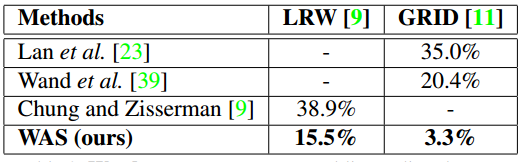 Methods LRW [9] GRID [11]
Lan et al. [23] - 35.0%
Wand et al. [39] - 20.4%
Chung and Zisserman [9] 38.9% -
WAS (ours) 15.5% 3.3%